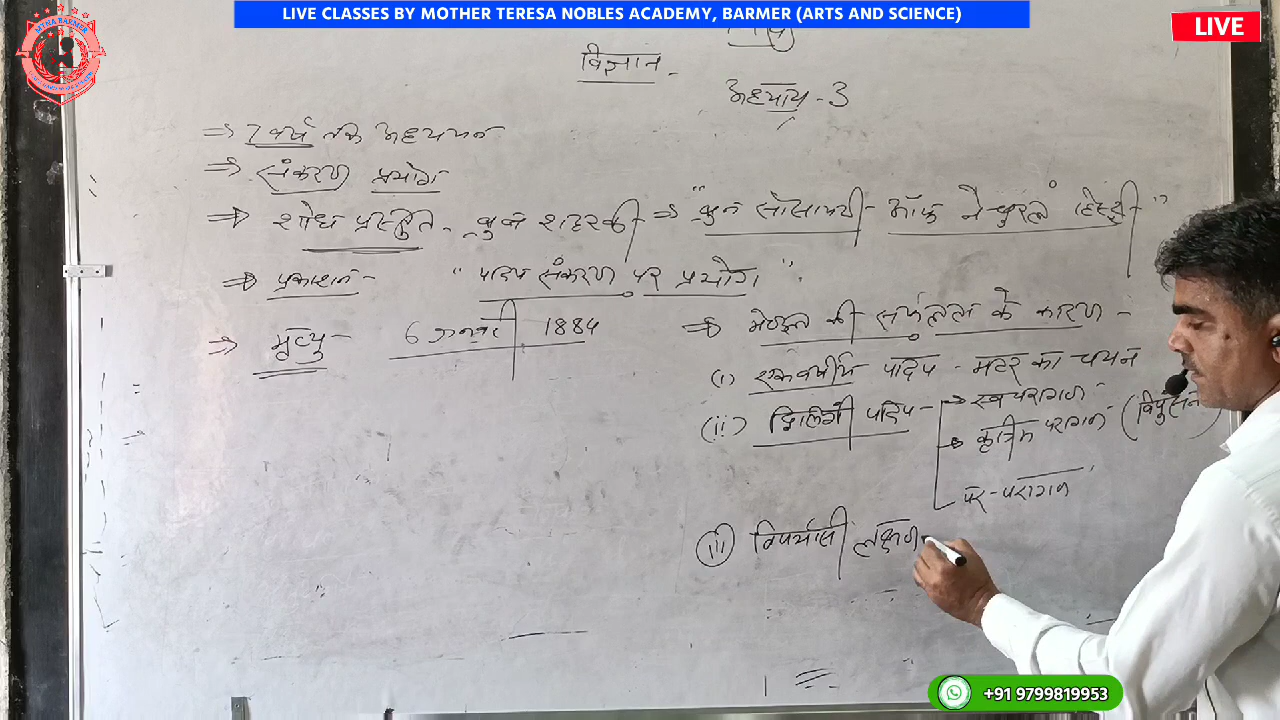 LIVE CLASSES BY MOTHER TERESA NOBLES ACADEMY, BARMER (ARTS AND SCIENCE)
LIVE
MTNA BARMER
विज्ञान -
अध्याय - 3
⇒ 7 वर्ष तक अध्ययन
⇒ संकरण प्रयोग
⇒ शोध प्रस्तुत - ब्रुन शहर की ⇒ "ब्रुन सोसायटी ऑफ नेचुरल हिस्ट्री"
⇒ प्रकाशन - "पादप संकरण पर प्रयोग"
⇒ मृत्यु - 6 जनवरी 1884
⇒ मेण्डल की सफलता के कारण -
(i) एकवर्षीय पादप - मटर का चयन
(ii) द्विलिंगी पादप -
→ स्वपरागण
→ कृत्रिम परागण (विपुंसन)
पर-परागण
(iii) विपर्यासी लक्षण
+91 9799819953